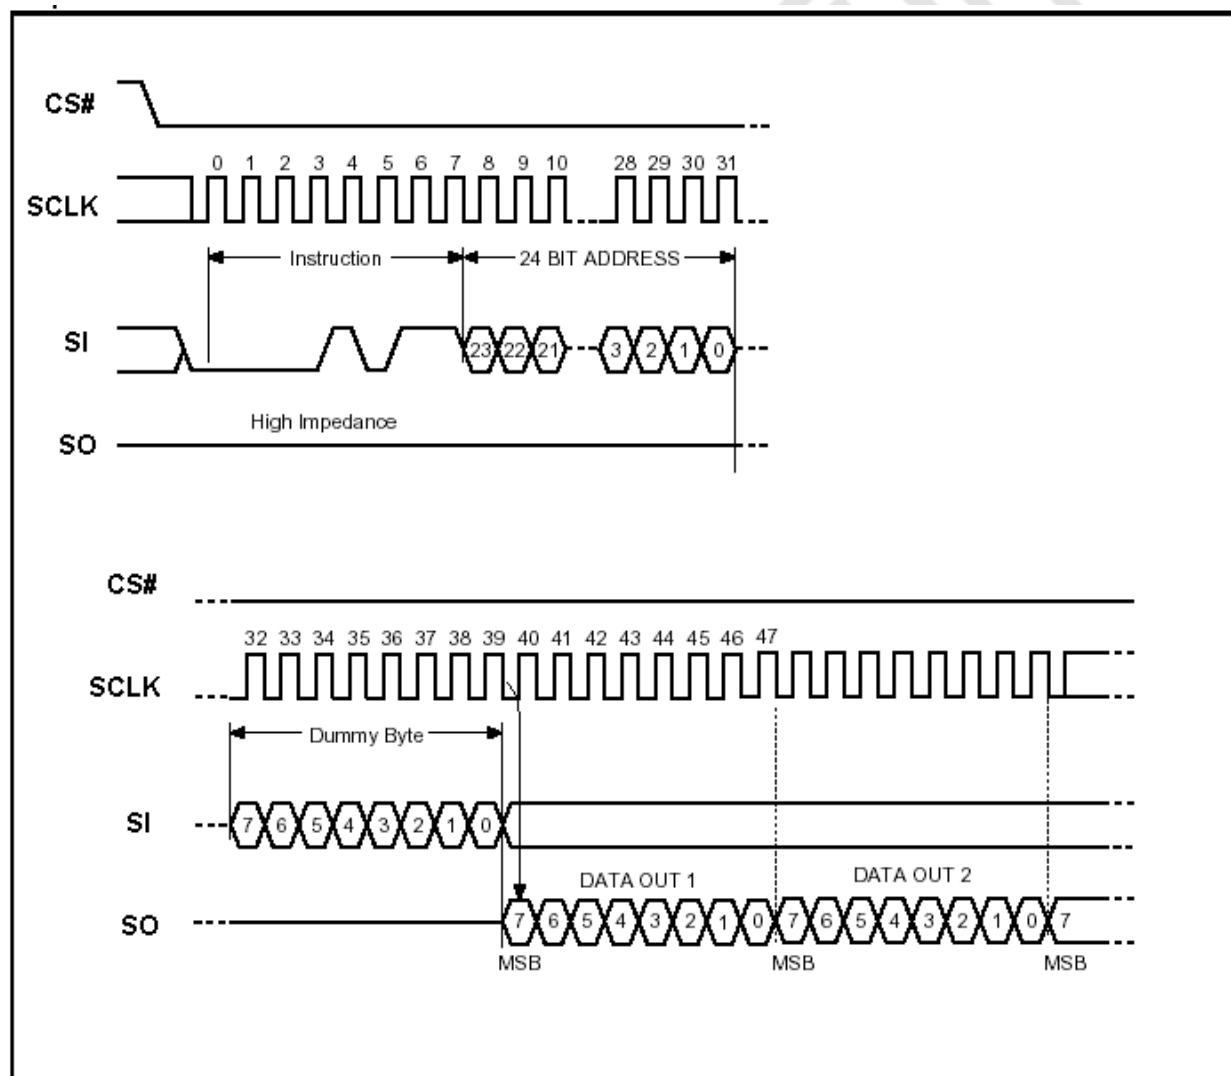 CS#
0 1 2 3 4 5 6 7 8 9 10 28 29 30 31
SCLK
Instruction 24 BIT ADDRESS
SI 23 22 21 3 2 1 0
High Impedance
SO
CS#
32 33 34 35 36 37 38 39 40 41 42 43 44 45 46 47
SCLK
Dummy Byte
SI 7 6 5 4 3 2 1 0
DATA OUT 1 DATA OUT 2
SO 7 6 5 4 3 2 1 0 7 6 5 4 3 2 1 0 7
MSB MSB MSB